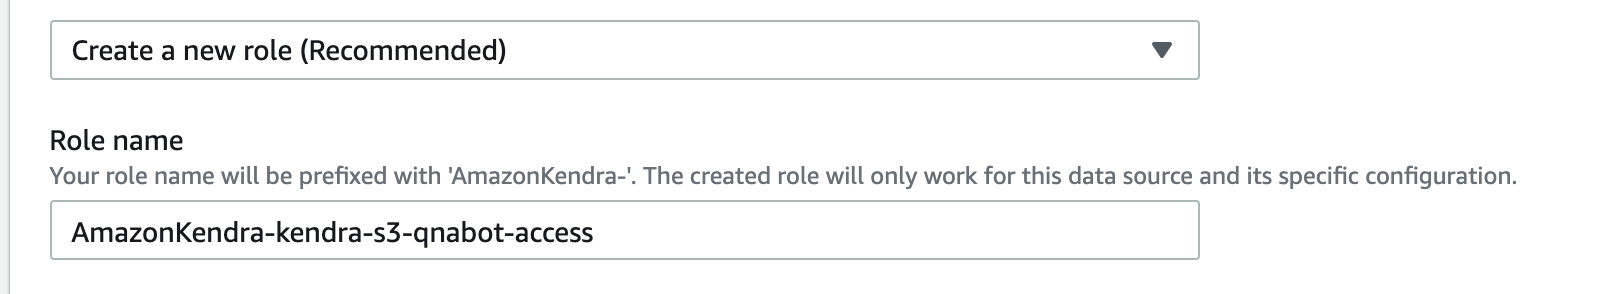 Create a new role (Recommended)
Role name
Your role name will be prefixed with 'AmazonKendra-'. The created role will only work for this data source and its specific configuration.
AmazonKendra-kendra-s3-qnabot-access